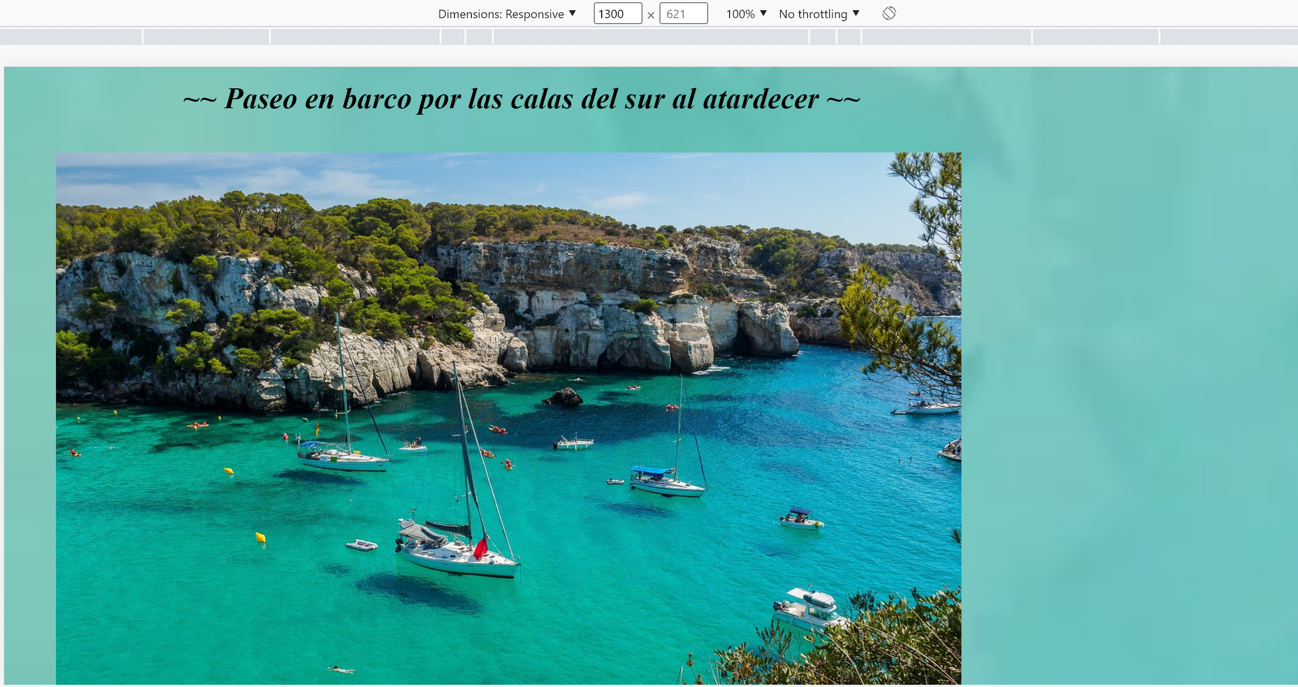 Dimensions: Responsive ▼ 1300 × 621 100% ▼ No throttling ▼
~~ Paseo en barco por las calas del sur al atardecer ~~